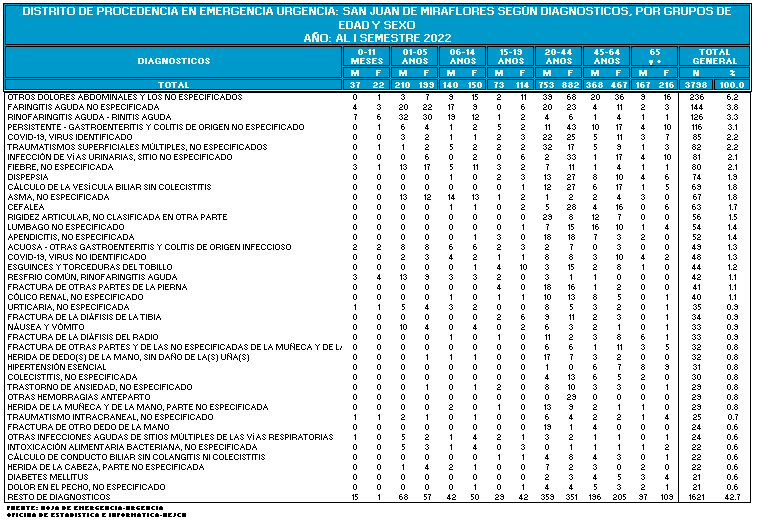 DISTRITO DE PROCEDENCIA EN EMERGENCIA URGENCIA: SAN JUAN DE MIRAFLORES SEGÚN DIAGNOSTICOS, POR GRUPOS DE
EDAD Y SEXO
AÑO: AL I SEMESTRE 2022
DIAGNOSTICOS 0-11 MESES 01-05 ANOS 06-14 ANOS 15-19 ANOS 20-44 ANOS 45-64 ANOS 65 y + TOTAL GENERAL
M F M F M F M F M F M F M F N %
TOTAL 37 22 210 199 140 150 73 114 753 882 368 467 167 216 3798 100.0
OTROS DOLORES ABDOMINALES Y LOS NO ESPECIFICADOS 0 1 3 7 9 15 2 11 39 68 20 36 9 16 236 6.2
FARINGITIS AGUDA NO ESPECIFICADA 4 3 20 22 17 9 0 6 20 23 4 11 2 3 144 3.8
RINOFARINGITIS AGUDA - RINITIS AGUDA 7 6 32 30 19 12 1 2 4 6 1 4 1 1 126 3.3
PERSISTENTE - GASTROENTERITIS Y COLITIS DE ORIGEN NO ESPECIFICADO 0 1 6 4 1 2 5 2 11 43 10 17 4 10 116 3.1
COVID-19, VIRUS IDENTIFICADO 0 0 3 2 1 1 2 3 22 25 5 11 3 7 85 2.2
TRAUMATISMOS SUPERFICIALES MÚLTIPLES, NO ESPECIFICADOS 0 1 1 2 5 2 2 2 32 17 5 9 1 3 82 2.2
INFECCIÓN DE VÍAS URINARIAS, SITIO NO ESPECIFICADO 0 0 0 6 0 2 0 6 2 33 1 17 4 10 81 2.1
FIEBRE, NO ESPECIFICADA 3 1 13 17 5 11 3 2 7 11 4 1 1 1 80 2.1
DISPEPSIA 0 0 0 0 1 0 2 3 13 27 8 10 4 6 74 1.9
CÁLCULO DE LA VESÍCULA BILIAR SIN COLECISTITIS 0 0 0 0 0 0 0 1 12 27 6 17 1 5 69 1.8
ASMA, NO ESPECIFICADA 0 0 13 12 14 13 1 2 1 2 2 4 3 0 67 1.8
CEFALEA 0 0 0 0 1 1 0 2 5 28 4 16 0 6 63 1.7
RIGIDEZ ARTICULAR, NO CLASIFICADA EN OTRA PARTE 0 0 0 0 0 0 0 0 29 8 12 7 0 0 56 1.5
LUMBAGO NO ESPECIFICADO 0 0 0 0 0 0 0 1 7 15 16 10 1 4 54 1.4
APENDICITIS, NO ESPECIFICADA 0 0 0 0 0 1 3 0 18 18 7 3 2 0 52 1.4
ACUOSA - OTRAS GASTROENTERITIS Y COLITIS DE ORIGEN INFECCIOSO 2 2 8 8 6 6 2 3 2 7 0 3 0 0 49 1.3
COVID-19, VIRUS NO IDENTIFICADO 0 0 2 3 4 2 1 1 8 8 3 10 4 2 48 1.3
ESGUINCES Y TORCEDURAS DEL TOBILLO 0 0 0 0 0 1 4 10 3 15 2 8 1 0 44 1.2
RESFRIO COMÚN, RINOFARINGITIS AGUDA 3 4 13 9 3 3 2 0 3 1 1 0 0 0 42 1.1
FRACTURA DE OTRAS PARTES DE LA PIERNA 0 0 0 0 0 0 4 0 18 16 1 2 0 0 41 1.1
CÓLICO RENAL, NO ESPECIFICADO 0 0 0 0 1 0 1 1 10 13 8 5 0 1 40 1.1
URTICARIA, NO ESPECIFICADA 1 1 5 4 3 2 0 0 8 5 3 2 0 1 35 0.9
FRACTURA DE LA DIÁFISIS DE LA TIBIA 0 0 0 0 0 0 2 6 9 11 2 3 0 1 34 0.9
NÁUSEA Y VÓMITO 0 0 10 4 0 4 0 2 6 3 2 1 0 1 33 0.9
FRACTURA DE LA DIÁFISIS DEL RADIO 0 0 0 0 1 0 1 0 11 2 3 8 6 1 33 0.9
FRACTURA DE OTRAS PARTES Y DE LAS NO ESPECIFICADAS DE LA MUÑECA Y DE LA 0 0 0 0 0 0 0 0 6 6 1 11 3 5 32 0.8
HERIDA DE DEDO(S) DE LA MANO, SIN DAÑO DE LA(S) UÑA(S) 0 0 0 1 1 1 0 0 17 7 3 2 0 0 32 0.8
HIPERTENSIÓN ESENCIAL 0 0 0 0 0 0 0 0 1 0 6 7 8 9 31 0.8
COLECISTITIS, NO ESPECIFICADA 0 0 0 0 0 0 0 0 4 13 6 5 2 0 30 0.8
TRASTORNO DE ANSIEDAD, NO ESPECIFICADO 0 0 0 1 0 1 2 0 8 10 3 3 0 1 29 0.8
OTRAS HEMORRAGIAS ANTEPARTO 0 0 0 0 0 0 0 0 0 29 0 0 0 0 29 0.8
HERIDA DE LA MUÑECA Y DE LA MANO, PARTE NO ESPECIFICADA 0 0 0 0 2 0 1 0 13 9 2 1 1 0 29 0.8
TRAUMATISMO INTRACRANEAL, NO ESPECIFICADO 1 1 2 1 0 1 0 0 6 4 2 2 1 4 25 0.7
FRACTURA DE OTRO DEDO DE LA MANO 0 0 0 0 0 0 0 0 19 1 4 0 0 0 24 0.6
OTRAS INFECCIONES AGUDAS DE SITIOS MÚLTIPLES DE LAS VÍAS RESPIRATORIAS 1 0 5 2 1 4 2 1 3 2 1 1 0 1 24 0.6
INTOXICACIÓN ALIMENTARIA BACTERIANA, NO ESPECIFICADA 0 0 5 3 1 4 0 3 0 1 1 1 1 2 22 0.6
CÁLCULO DE CONDUCTO BILIAR SIN COLANGITIS NI COLECISTITIS 0 0 0 0 0 0 1 1 4 8 4 3 0 1 22 0.6
HERIDA DE LA CABEZA, PARTE NO ESPECIFICADA 0 0 1 4 2 1 0 0 7 2 3 0 0 2 22 0.6
DIABETES MELLITUS 0 0 0 0 0 0 0 0 2 3 4 5 3 4 21 0.6
DOLOR EN EL PECHO, NO ESPECIFICADO 0 0 0 0 0 0 1 0 4 4 5 3 2 2 21 0.6
RESTO DE DIAGNOSTICOS 15 1 68 57 42 50 29 42 359 351 196 205 97 109 1621 42.7
FUENTE: HOJA DE EMERGENCIA-URGENCIA
OFICINA DE ESTADISTICA E INFORMATICA-HEJCU